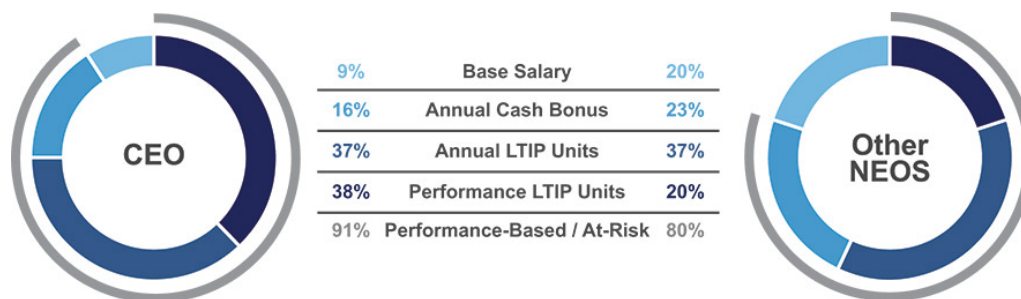 CEO
9% Base Salary 20%
16% Annual Cash Bonus 23%
37% Annual LTIP Units 37%
38% Performance LTIP Units 20%
91% Performance-Based / At-Risk 80%
Other
NEOS